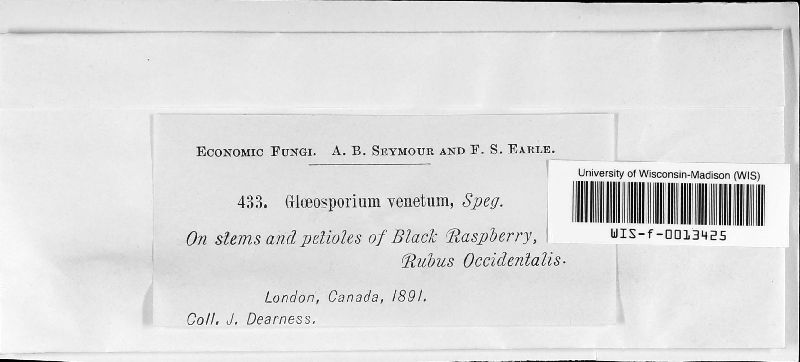 Economic Fungi. A. B. Seymour and F. S. Earle.
433. Glœosporium venetum, Speg.
On stems and petioles of Black Raspberry,
Rubus Occidentalis.
London, Canada, 1891.
Coll. J. Dearness.
University of Wisconsin-Madison (WIS)
WIS-f-0013425